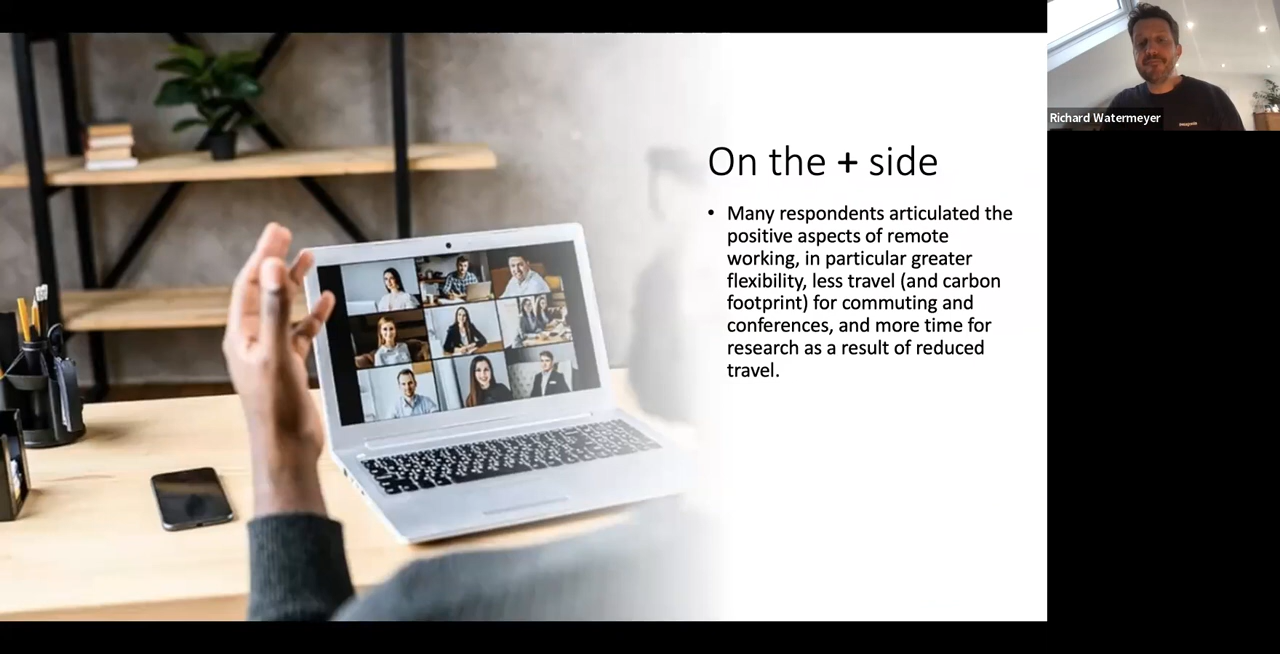 On the + side
• Many respondents articulated the
positive aspects of remote
working, in particular greater
flexibility, less travel (and carbon
footprint) for commuting and
conferences, and more time for
research as a result of reduced
travel.
Richard Watermeyer